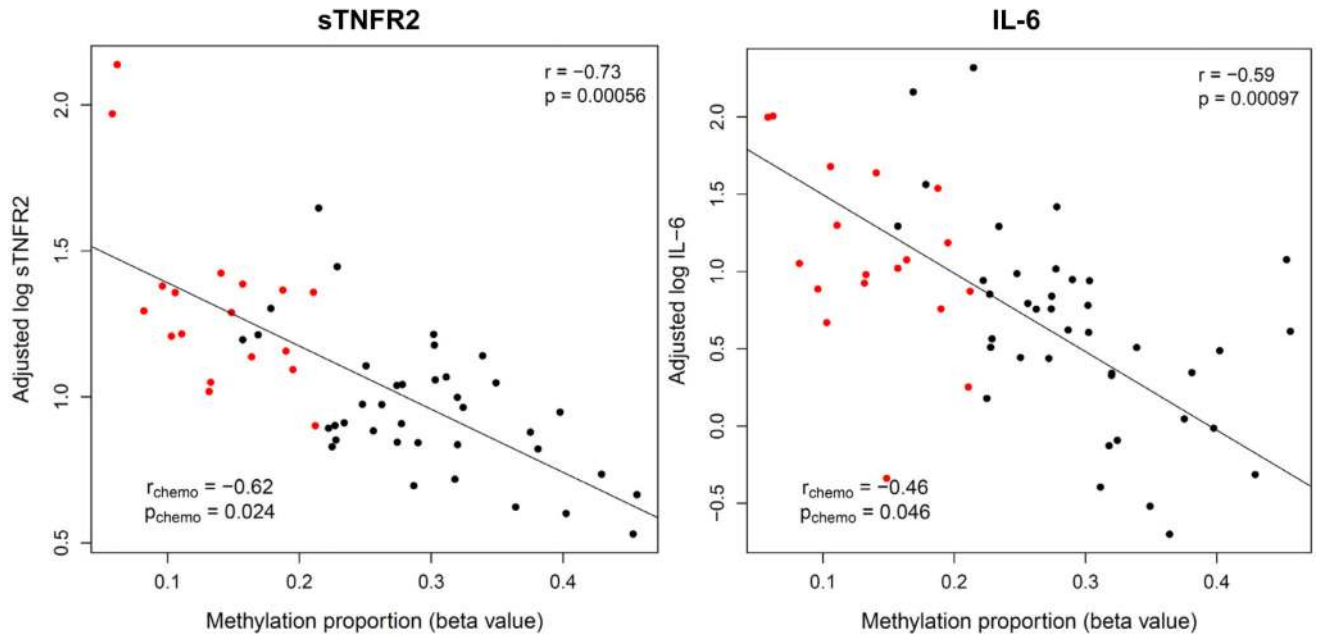 sTNFR2
r = −0.73
p = 0.00056
Adjusted log sTNFR2
2.0
1.5
1.0
0.5
r_chemo = −0.62
p_chemo = 0.024
0.1 0.2 0.3 0.4
Methylation proportion (beta value)
IL-6
r = −0.59
p = 0.00097
Adjusted log IL−6
2.0
1.5
1.0
0.5
0.0
−0.5
r_chemo = −0.46
p_chemo = 0.046
0.1 0.2 0.3 0.4
Methylation proportion (beta value)